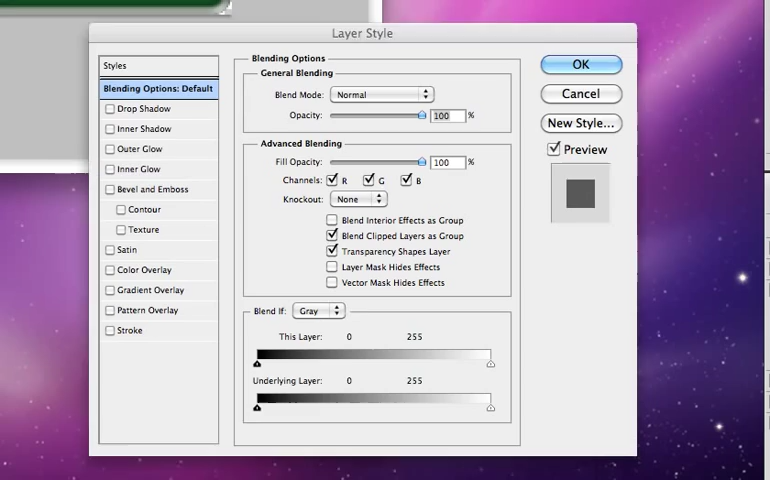 Layer Style
Styles
Blending Options: Default
Drop Shadow
Inner Shadow
Outer Glow
Inner Glow
Bevel and Emboss
Contour
Texture
Satin
Color Overlay
Gradient Overlay
Pattern Overlay
Stroke
Blending Options
General Blending
Blend Mode: Normal
Opacity: 100 %
Advanced Blending
Fill Opacity: 100 %
Channels: R G B
Knockout: None
Blend Interior Effects as Group
Blend Clipped Layers as Group
Transparency Shapes Layer
Layer Mask Hides Effects
Vector Mask Hides Effects
Blend If: Gray
This Layer: 0 255
Underlying Layer: 0 255
OK
Cancel
New Style...
Preview